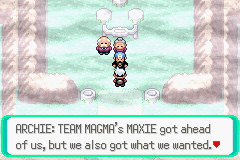 ARCHIE: TEAM MAGMA's MAXIE got ahead
of us, but we also got what we wanted.